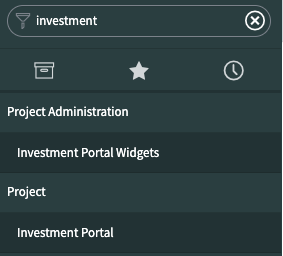 investment
Project Administration
Investment Portal Widgets
Project
Investment Portal